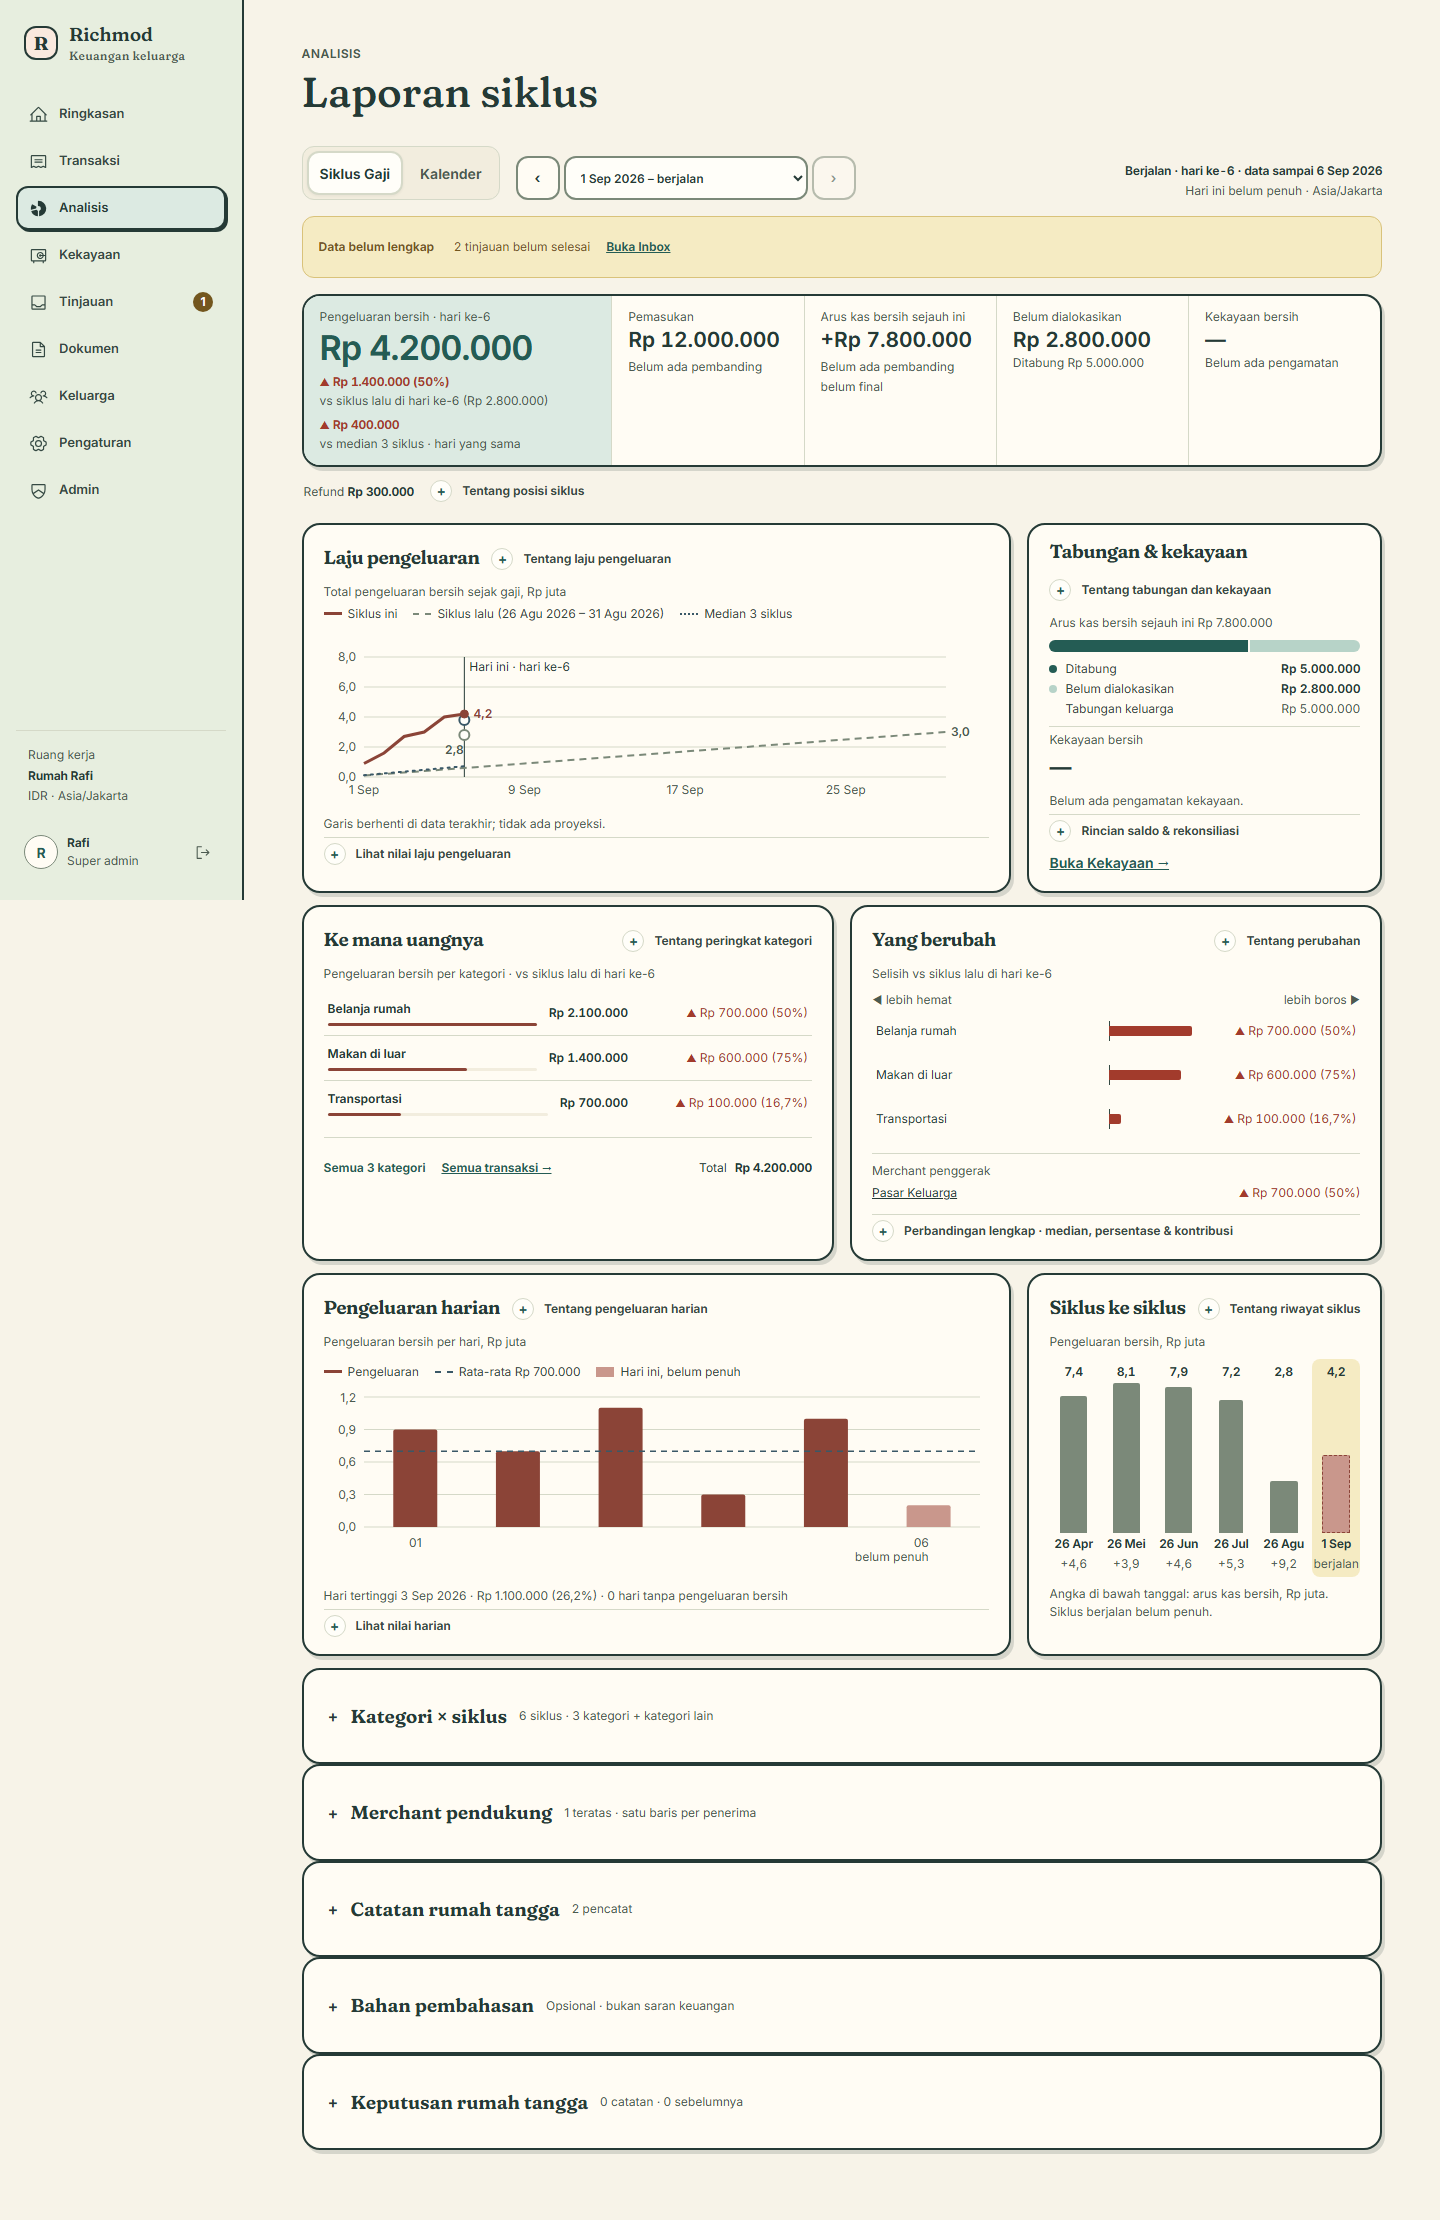 R
Richmod
Keuangan keluarga
Ringkasan
Transaksi
Analisis
Kekayaan
Tinjauan 1
Dokumen
Keluarga
Pengaturan
Admin
Ruang kerja
Rumah Rafi
IDR · Asia/Jakarta
R
Rafi
Super admin
ANALISIS
Laporan siklus
Siklus Gaji Kalender ‹ 1 Sep 2026 – berjalan ›
Berjalan · hari ke-6 · data sampai 6 Sep 2026
Hari ini belum penuh · Asia/Jakarta
Data belum lengkap 2 tinjauan belum selesai Buka Inbox
Pengeluaran bersih · hari ke-6
Rp 4.200.000
▲ Rp 1.400.000 (50%)
vs siklus lalu di hari ke-6 (Rp 2.800.000)
▲ Rp 400.000
vs median 3 siklus · hari yang sama
Pemasukan
Rp 12.000.000
Belum ada pembanding
Arus kas bersih sejauh ini
+Rp 7.800.000
Belum ada pembanding
belum final
Belum dialokasikan
Rp 2.800.000
Ditabung Rp 5.000.000
Kekayaan bersih
—
Belum ada pengamatan
Refund Rp 300.000 + Tentang posisi siklus
Laju pengeluaran + Tentang laju pengeluaran
Total pengeluaran bersih sejak gaji, Rp juta
Siklus ini Siklus lalu (26 Agu 2026 – 31 Agu 2026) Median 3 siklus
8,0
Hari ini · hari ke-6
6,0
4,0
4,2
2,0
2,8
3,0
0,0
1 Sep 9 Sep 17 Sep 25 Sep
Garis berhenti di data terakhir; tidak ada proyeksi.
+ Lihat nilai laju pengeluaran
Tabungan & kekayaan
+ Tentang tabungan dan kekayaan
Arus kas bersih sejauh ini Rp 7.800.000
Ditabung Rp 5.000.000
Belum dialokasikan Rp 2.800.000
Tabungan keluarga Rp 5.000.000
Kekayaan bersih
—
Belum ada pengamatan kekayaan.
+ Rincian saldo & rekonsiliasi
Buka Kekayaan →
Ke mana uangnya + Tentang peringkat kategori
Pengeluaran bersih per kategori · vs siklus lalu di hari ke-6
Belanja rumah Rp 2.100.000 ▲ Rp 700.000 (50%)
Makan di luar Rp 1.400.000 ▲ Rp 600.000 (75%)
Transportasi Rp 700.000 ▲ Rp 100.000 (16,7%)
Semua 3 kategori Semua transaksi → Total Rp 4.200.000
Yang berubah + Tentang perubahan
Selisih vs siklus lalu di hari ke-6
◀ lebih hemat lebih boros ▶
Belanja rumah ▲ Rp 700.000 (50%)
Makan di luar ▲ Rp 600.000 (75%)
Transportasi ▲ Rp 100.000 (16,7%)
Merchant penggerak
Pasar Keluarga ▲ Rp 700.000 (50%)
+ Perbandingan lengkap · median, persentase & kontribusi
Pengeluaran harian + Tentang pengeluaran harian
Pengeluaran bersih per hari, Rp juta
Pengeluaran Rata-rata Rp 700.000 Hari ini, belum penuh
1,2
0,9
0,6
0,3
0,0
01 06
belum penuh
Hari tertinggi 3 Sep 2026 · Rp 1.100.000 (26,2%) · 0 hari tanpa pengeluaran bersih
+ Lihat nilai harian
Siklus ke siklus + Tentang riwayat siklus
Pengeluaran bersih, Rp juta
7,4 8,1 7,9 7,2 2,8 4,2
26 Apr 26 Mei 26 Jun 26 Jul 26 Agu 1 Sep
+4,6 +3,9 +4,6 +5,3 +9,2 berjalan
Angka di bawah tanggal: arus kas bersih, Rp juta.
Siklus berjalan belum penuh.
+ Kategori × siklus 6 siklus · 3 kategori + kategori lain
+ Merchant pendukung 1 teratas · satu baris per penerima
+ Catatan rumah tangga 2 pencatat
+ Bahan pembahasan Opsional · bukan saran keuangan
+ Keputusan rumah tangga 0 catatan · 0 sebelumnya